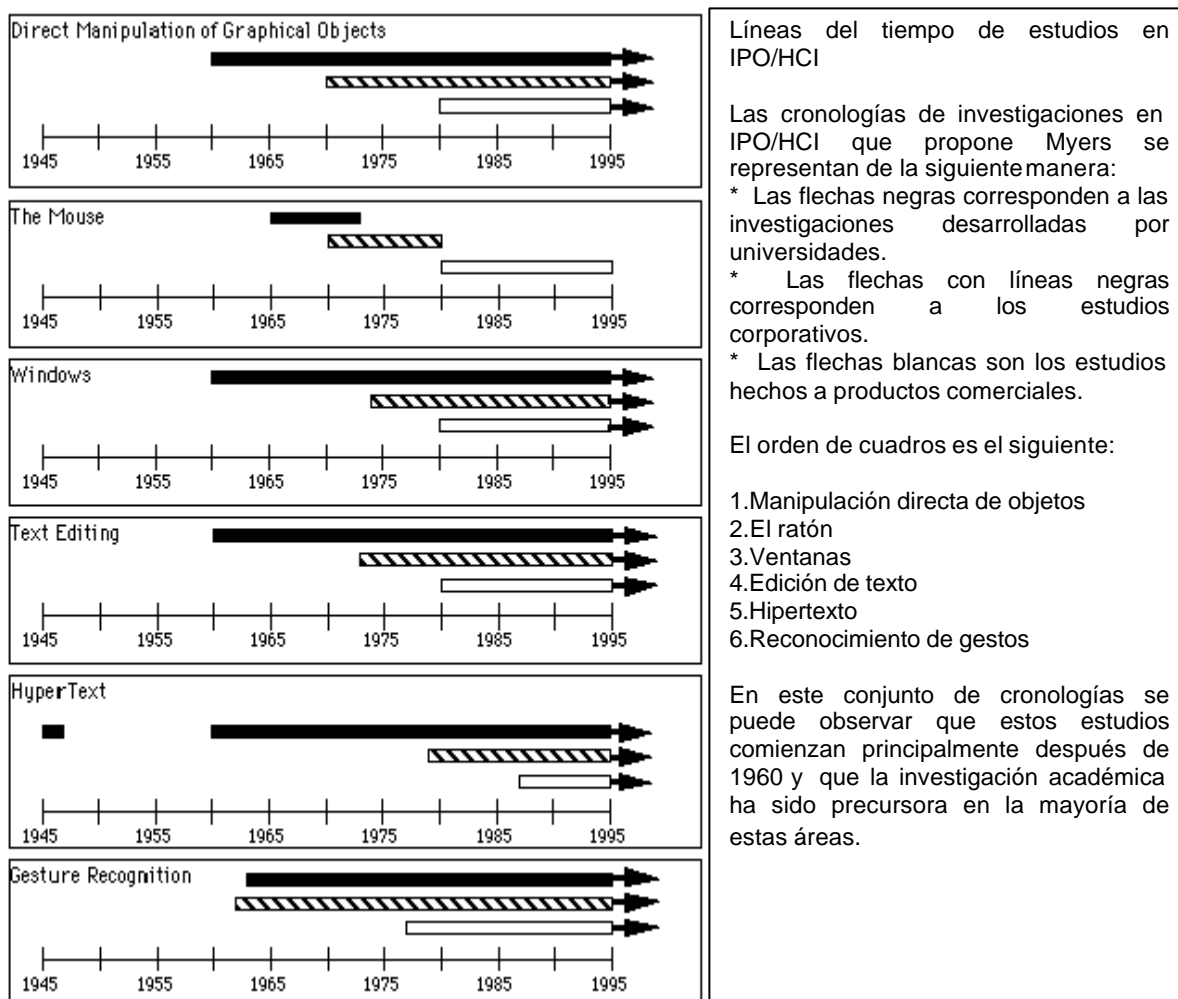 Direct Manipulation of Graphical Objects
1945 1955 1965 1975 1985 1995
The Mouse
1945 1955 1965 1975 1985 1995
Windows
1945 1955 1965 1975 1985 1995
Text Editing
1945 1955 1965 1975 1985 1995
HyperText
1945 1955 1965 1975 1985 1995
Gesture Recognition
1945 1955 1965 1975 1985 1995
Líneas del tiempo de estudios en
IPO/HCI
Las cronologías de investigaciones en
IPO/HCI que propone Myers se
representan de la siguiente manera:
* Las flechas negras corresponden a las
investigaciones desarrolladas por
universidades.
* Las flechas con líneas negras
corresponden a los estudios
corporativos.
* Las flechas blancas son los estudios
hechos a productos comerciales.
El orden de cuadros es el siguiente:
1.Manipulación directa de objetos
2.El ratón
3.Ventanas
4.Edición de texto
5.Hipertexto
6.Reconocimiento de gestos
En este conjunto de cronologías se
puede observar que estos estudios
comienzan principalmente después de
1960 y que la investigación académica
ha sido precursora en la mayoría de
estas áreas.